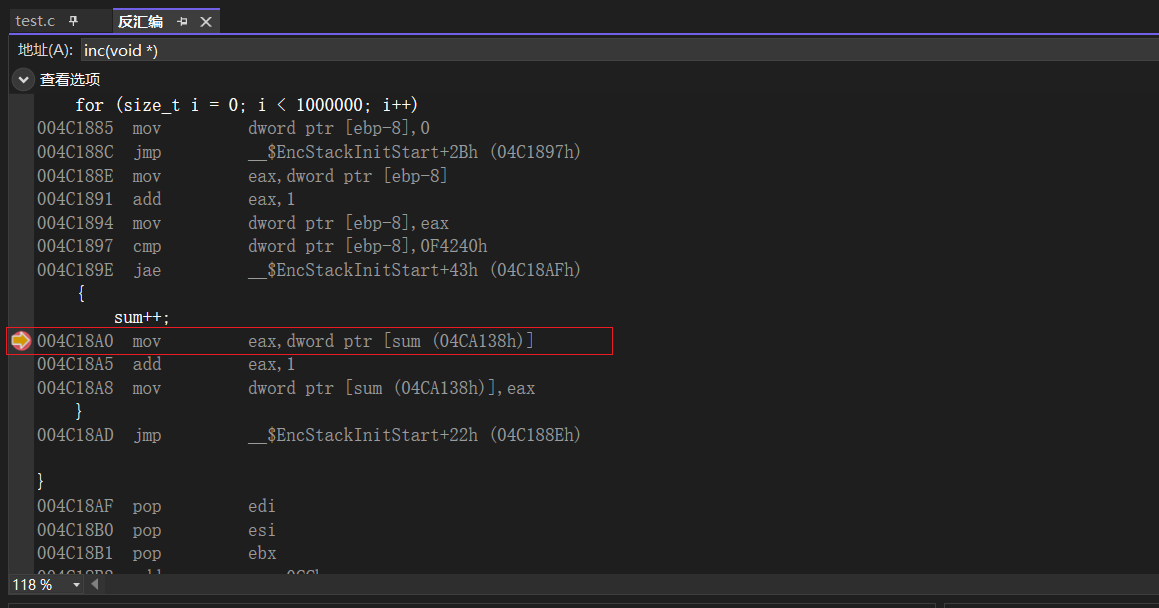 test.c 反汇编
地址(A): inc(void *)
查看选项
for (size_t i = 0; i < 1000000; i++)
004C1885 mov dword ptr [ebp-8],0
004C188C jmp __$EncStackInitStart+2Bh (04C1897h)
004C188E mov eax,dword ptr [ebp-8]
004C1891 add eax,1
004C1894 mov dword ptr [ebp-8],eax
004C1897 cmp dword ptr [ebp-8],0F4240h
004C189E jae __$EncStackInitStart+43h (04C18AFh)
{
sum++;
004C18A0 mov eax,dword ptr [sum (04CA138h)]
004C18A5 add eax,1
004C18A8 mov dword ptr [sum (04CA138h)],eax
}
004C18AD jmp __$EncStackInitStart+22h (04C188Eh)
}
004C18AF pop edi
004C18B0 pop esi
004C18B1 pop ebx
118 %